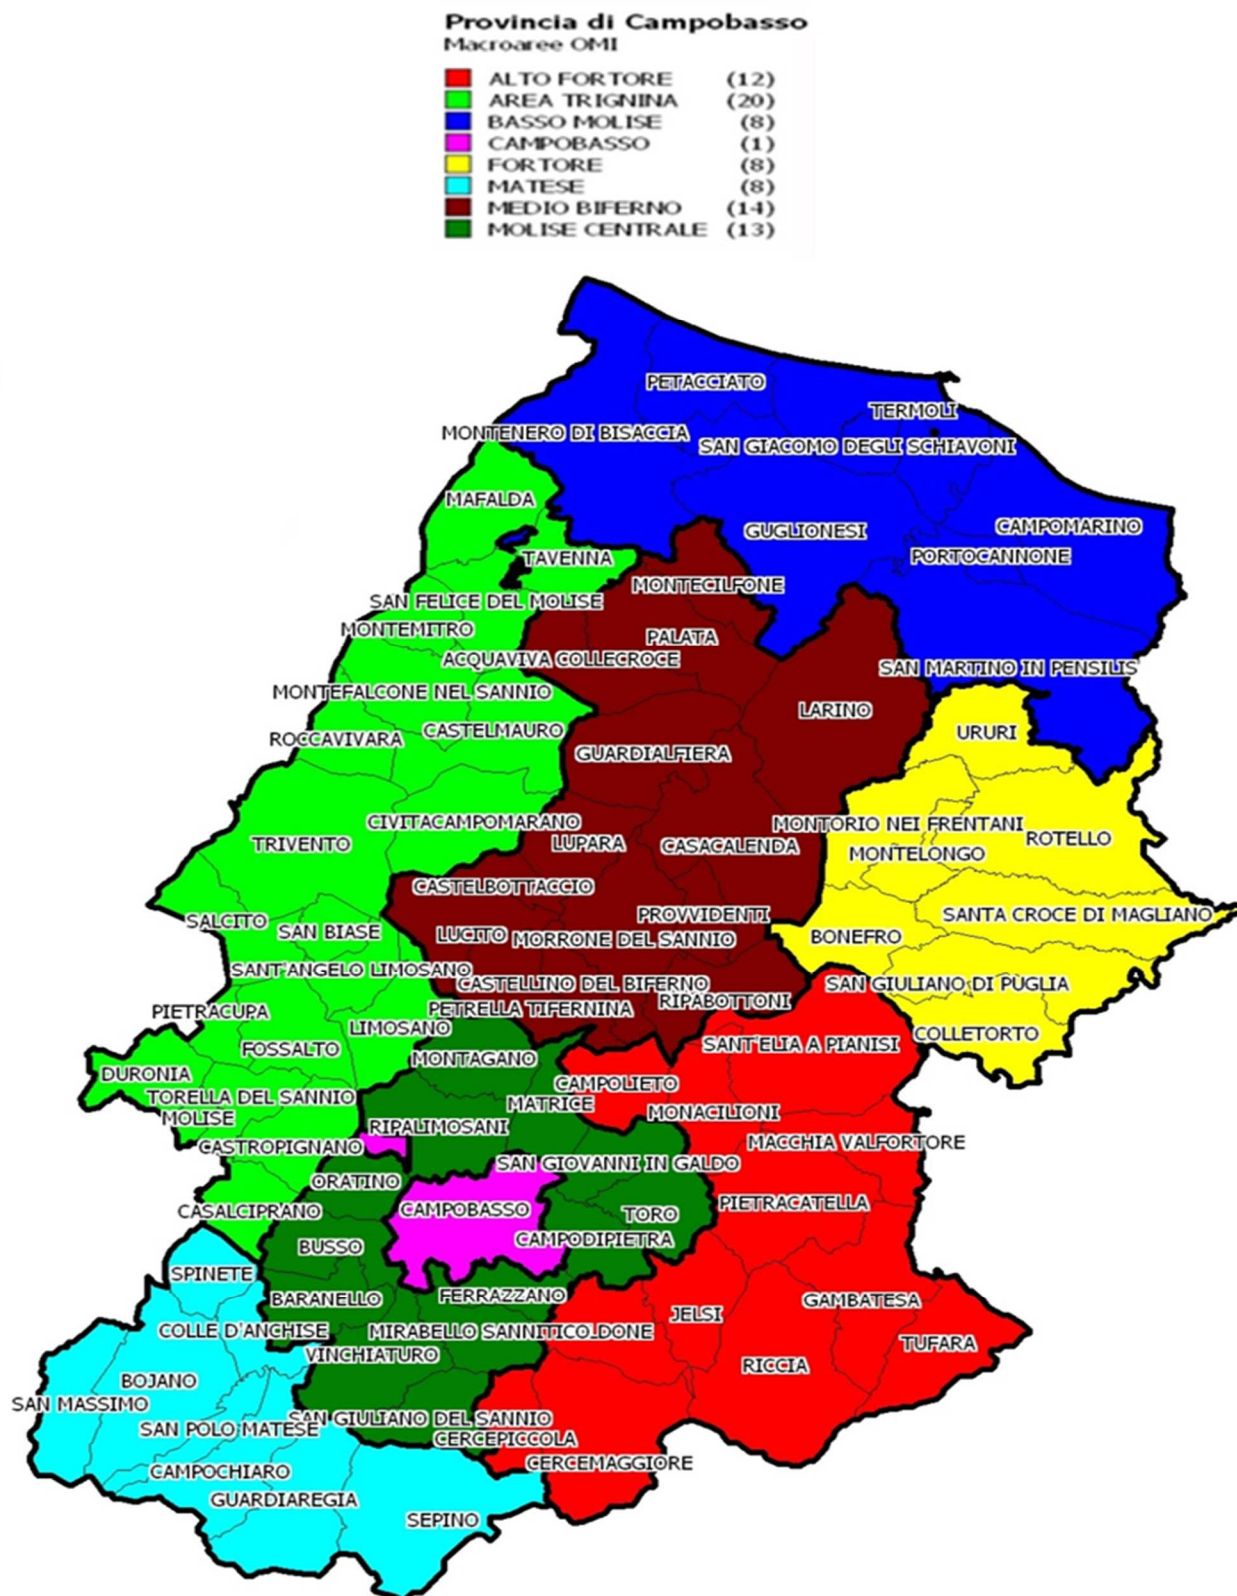 Provincia di Campobasso
Macroaree OMI
ALTO FORTORE (12)
AREA TRIGNINA (20)
BASSO MOLISE (8)
CAMPOBASSO (1)
FORTORE (8)
MATESE (8)
MEDIO BIFERNO (14)
MOLISE CENTRALE (13)
PETACCIATO
TERMOLI
MONTENERO DI BISACCIA
SAN GIACOMO DEGLI SCHIAVONI
MAFALDA
CAMPOMARINO
GUGLIONESI
PORTOCANNONE
TAVENNA
MONTECILFONE
SAN FELICE DEL MOLISE
MONTEMITRO
PALATA
ACQUAVIVA COLLECROCE
SAN MARTINO IN PENSILIS
MONTEFALCONE NEL SANNIO
LARINO
CASTELMAURO
URURI
ROCCAVIVARA
GUARDIALFIERA
CIVITACAMPOMARANO
MONTORIO NEI FRENTANI
ROTELLO
TRIVENTO
LUPARA
CASACALENDA
MONTELONGO
CASTELBOTTACCIO
PROVVIDENTI
SANTA CROCE DI MAGLIANO
SALCITO
SAN BIASE
LUCITO
MORRONE DEL SANNIO
BONEFRO
SANT'ANGELO LIMOSANO
CASTELLINO DEL BIFERNO
SAN GIULIANO DI PUGLIA
RIPABOTTONI
PETRELLA TIFERNINA
PIETRACUPA
LIMOSANO
COLLETORTO
FOSSALTO
SANT'ELIA A PIANISI
MONTAGANO
DURONIA
CAMPOLIETO
TORELLA DEL SANNIO
MATRICE
MONACILIONI
MOLISE
RIPALIMOSANI
MACCHIA VALFORTORE
CASTROPIGNANO
SAN GIOVANNI IN GALDO
ORATINO
PIETRACATELLA
CASALCIPRANO
CAMPOBASSO
TORO
CAMPODIPIETRA
BUSSO
SPINETE
BARANELLO
FERRAZZANO
GAMBATESA
JELSI
COLLE D'ANCHISE
MIRABELLO SANNITICO
.DONE
TUFARA
VINCHIATURO
RICCIA
BOJANO
SAN MASSIMO
SAN GIULIANO DEL SANNIO
SAN POLO MATESE
CERCEPICCOLA
CERCEMAGGIORE
CAMPOCHIARO
GUARDIAREGIA
SEPINO